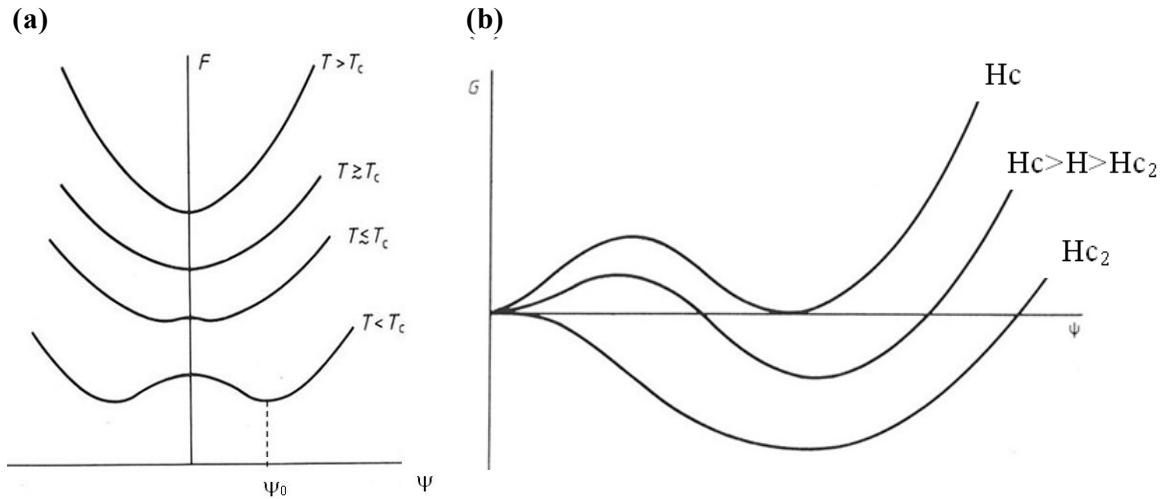 (a)
F
T > Tc
T ≳ Tc
T ≲ Tc
T < Tc
Ψ₀
Ψ
(b)
G
Hc
Hc>H>Hc₂
Hc₂
Ψ